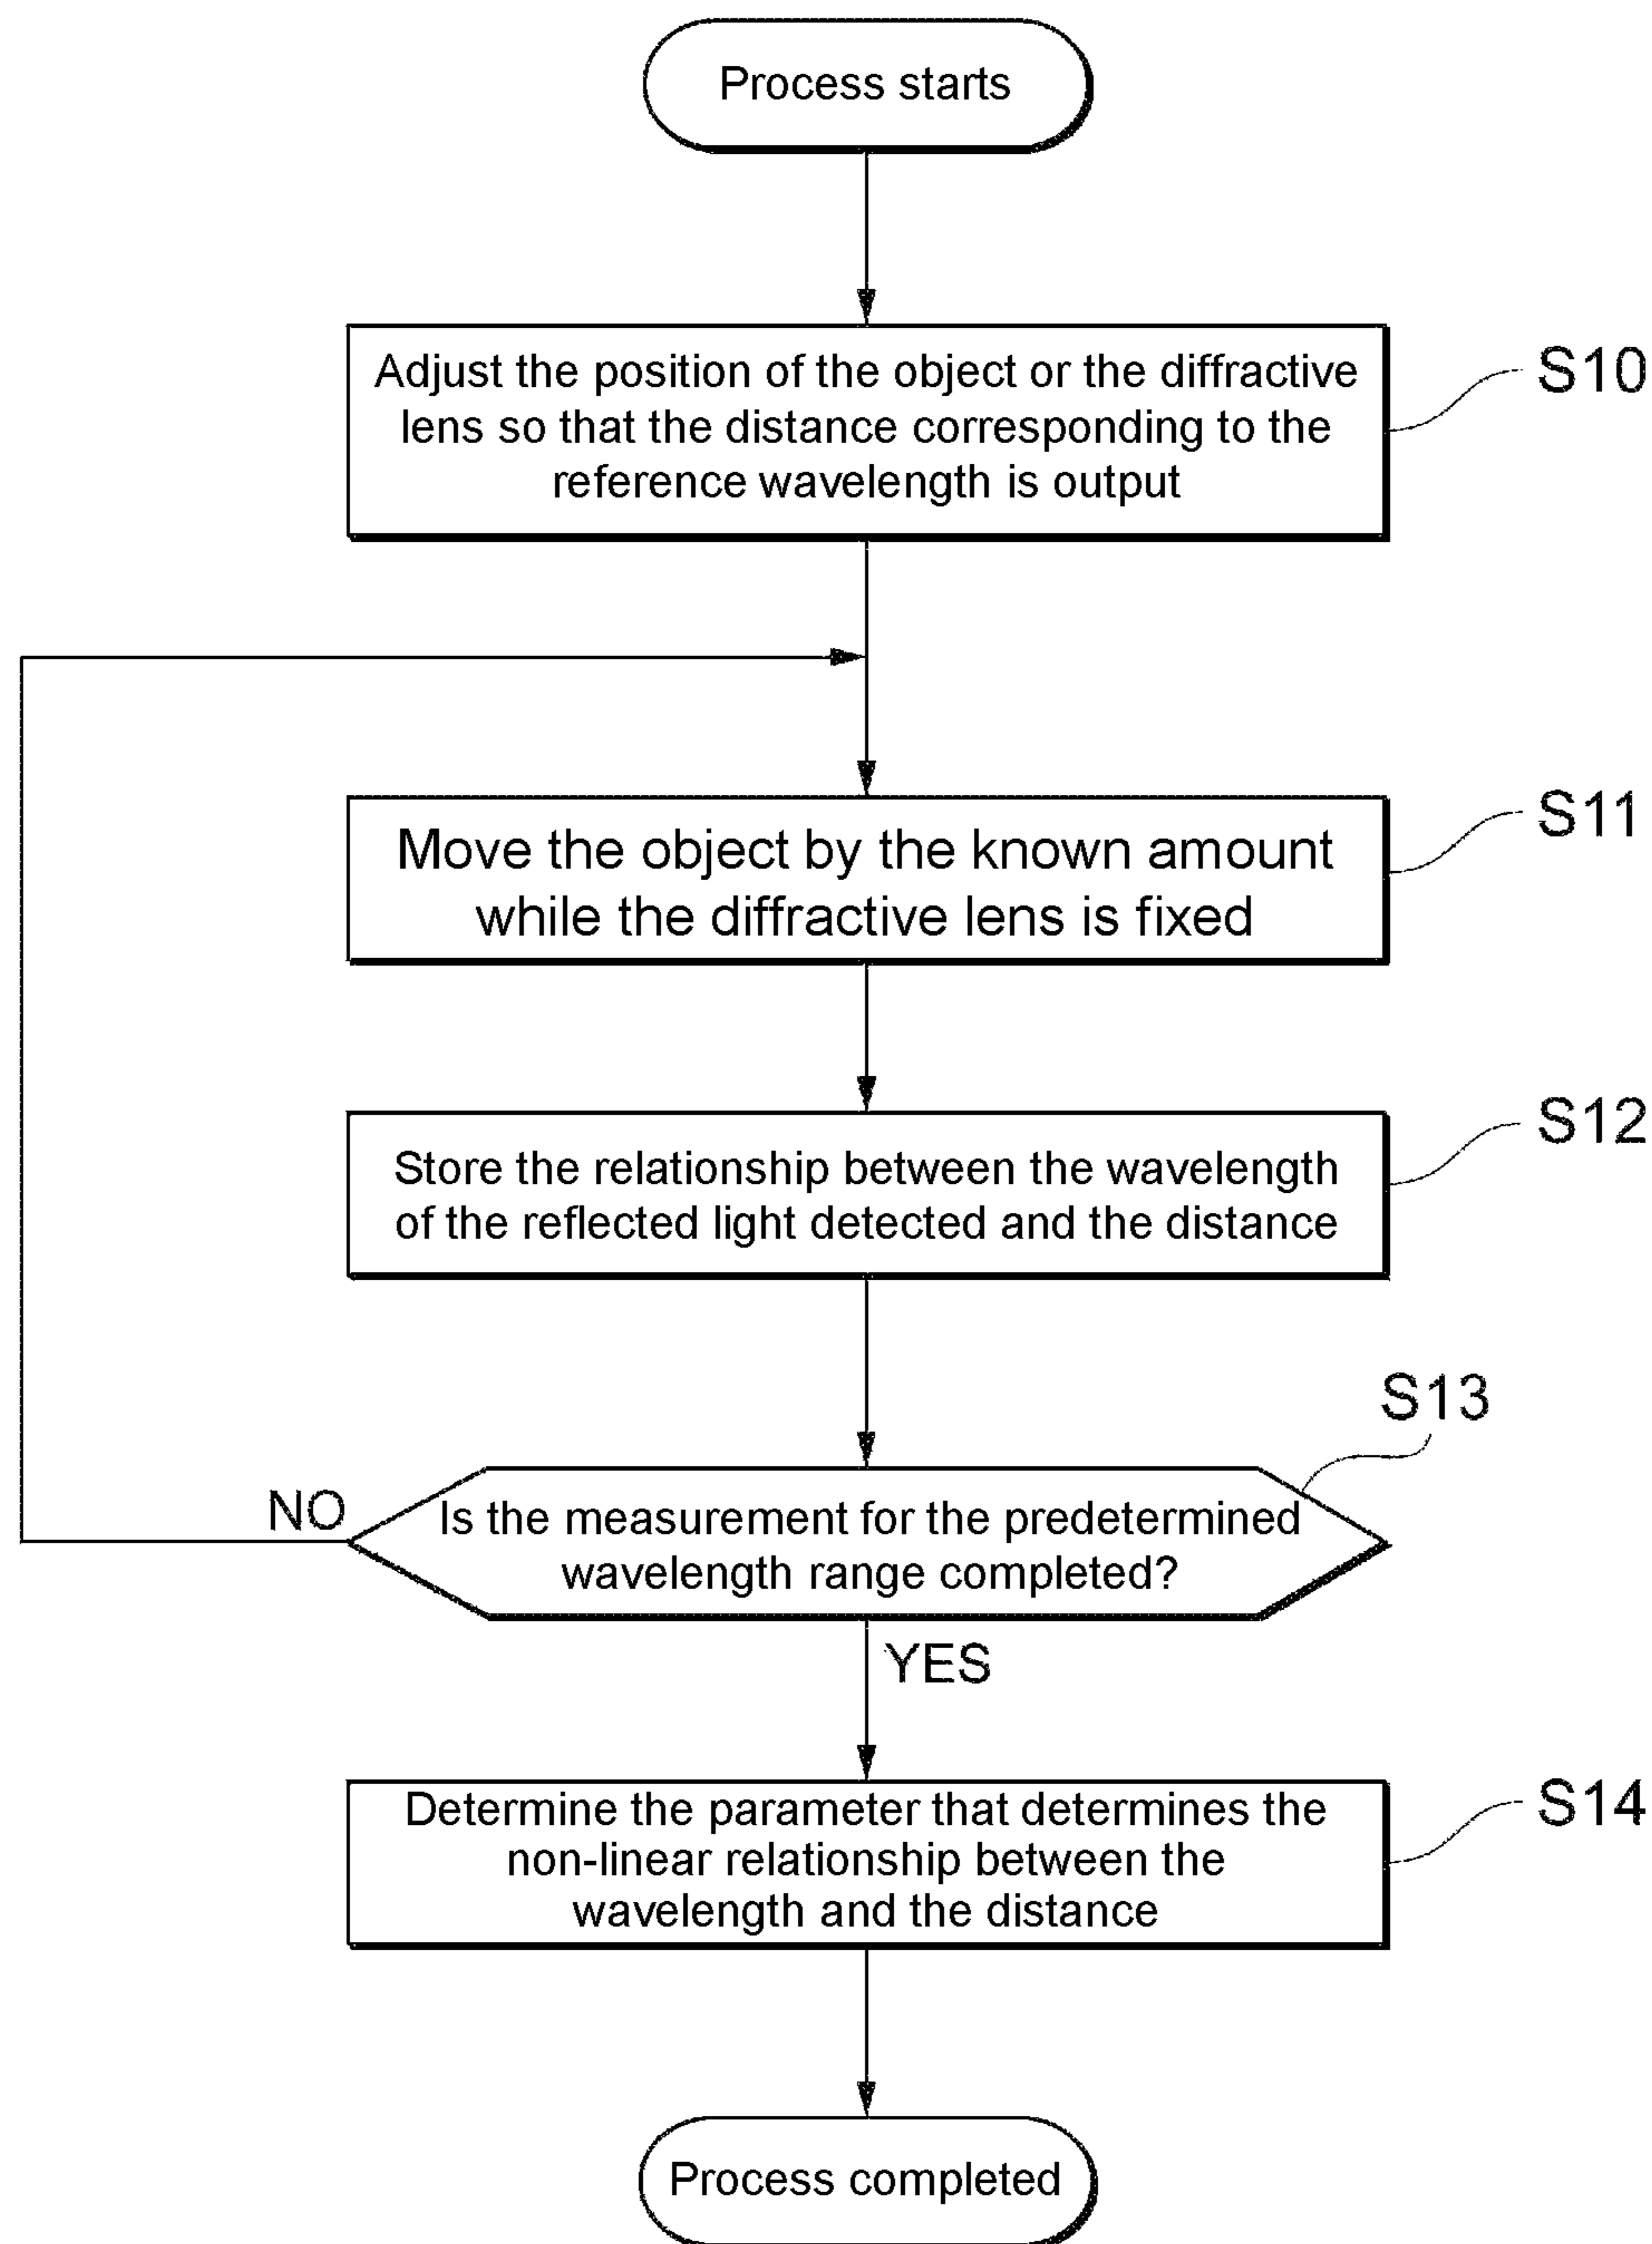 Process starts
Adjust the position of the object or the diffractive
lens so that the distance corresponding to the
reference wavelength is output
S10
Move the object by the known amount
while the diffractive lens is fixed
S11
Store the relationship between the wavelength
of the reflected light detected and the distance
S12
S13
NO
Is the measurement for the predetermined
wavelength range completed?
YES
Determine the parameter that determines the
non-linear relationship between the
wavelength and the distance
S14
Process completed